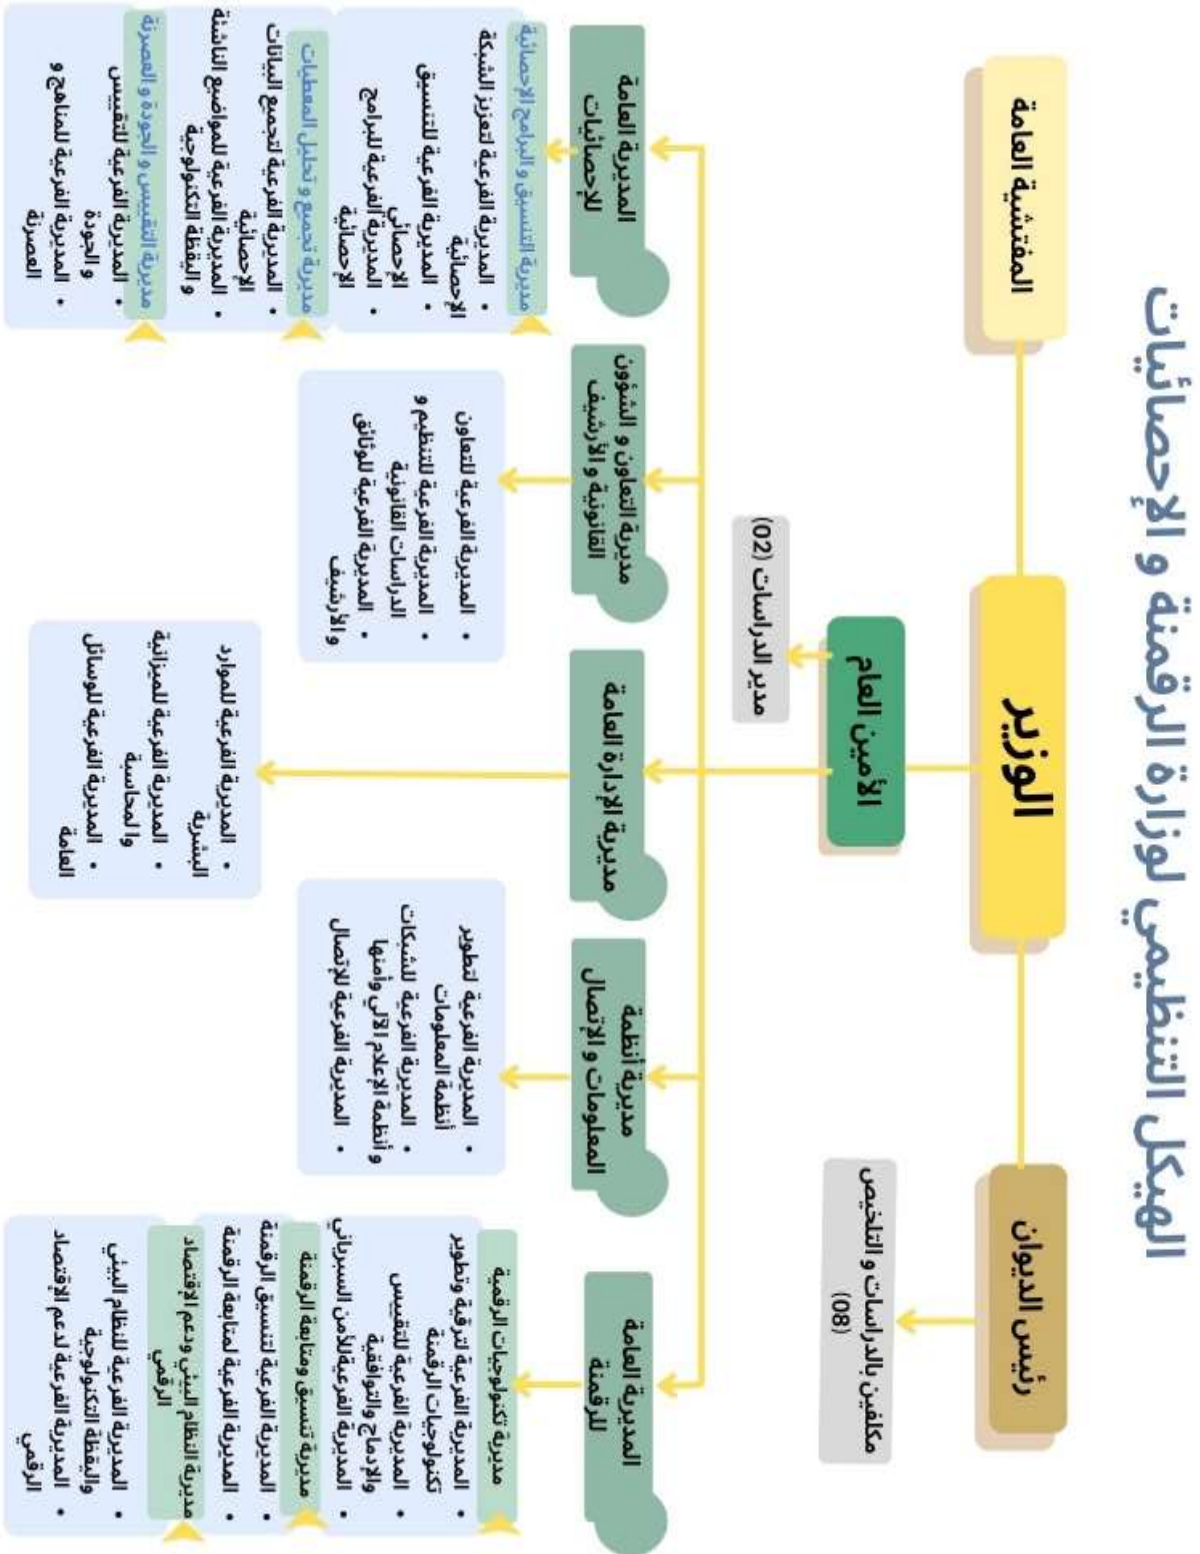 الهيكل التنظيمي لوزارة الرقمنة و الإحصائيات
رئيس الديوان
الوزير
المفتشية العامة
مكلفين بالدراسات و التلخيص
(08)
الأمين العام
مدير الدراسات (02)
المديرية العامة
للرقمنة
مديرية تكنولوجيات الرقمية
• المديرية الفرعية لترقية وتطوير
تكنولوجيات الرقمنة
• المديرية الفرعية للتقييس
والإدماج والتوافقية
• المديرية الفرعيةللأمن السبرياني
مديرية تنسيق ومتابعة الرقمنة
• المديرية الفرعية لتنسيق الرقمنة
• المديرية الفرعية لمتابعة الرقمنة
مديرية النظام البيئي ودعم الإقتصاد
الرقمي
• المديرية الفرعية للنظام البيئي
واليقظة التكنولوجية
• المديرية الفرعية لدعم الإقتصاد
الرقمي
مديرية أنظمة
المعلومات و الإتصال
• المديرية الفرعية لتطوير
أنظمة المعلومات
• المديرية الفرعية للشبكات
و أنظمة الإعلام الآلي وأمنها
• المديرية الفرعية للإتصال
مديرية الإدارة العامة
• المديرية الفرعية للموارد
البشرية
• المديرية الفرعية للميزانية
والمحاسبة
• المديرية الفرعية للوسائل
العامة
مديرية التعاون و الشؤون
القانونية و الأرشيف
• المديرية الفرعية للتعاون
• المديرية الفرعية للتنظيم و
الدراسات القانونية
• المديرية الفرعية للوثائق
و الأرشيف
المديرية العامة
للإحصائيات
مديرية التنسيق و البرامج الإحصائية
• المديرية الفرعية لتعزيز الشبكة
الإحصائية
• المديرية الفرعية للتنسيق
الإحصائي
• المديرية الفرعية للبرامج
الإحصائية
مديرية تجميع و تحليل المعطيات
• المديرية الفرعية لتجميع البيانات
الإحصائية
• المديرية الفرعية للمواضيع الناشئة
و اليقظة التكنولوجية
مديرية التقييس و الجودة و العصرنة
• المديرية الفرعية للتقييس
و الجودة
• المديرية الفرعية للمناهج و
العصرنة